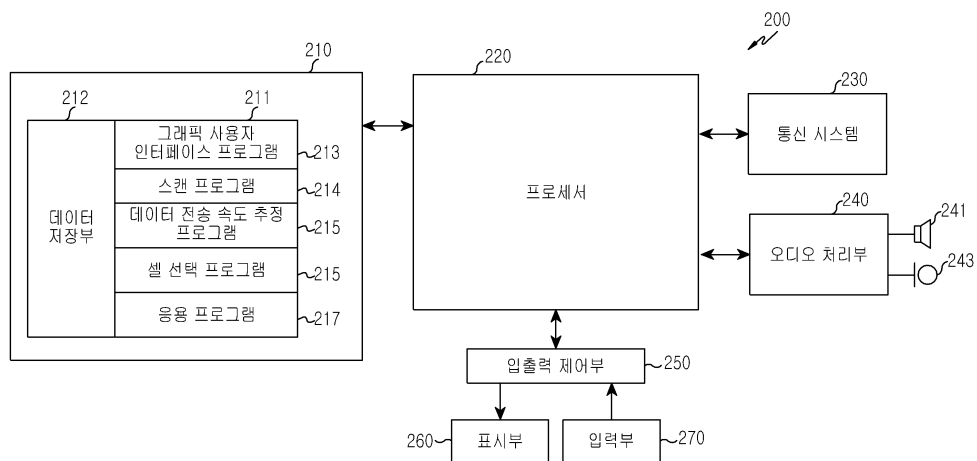 200
210
220
230
212
211
그래픽 사용자
인터페이스 프로그램
213
통신 시스템
스캔 프로그램
214
프로세서
데이터
저장부
데이터 전송 속도 추정
프로그램
215
240
241
오디오 처리부
243
셀 선택 프로그램
215
응용 프로그램
217
입출력 제어부
250
260
표시부
입력부
270